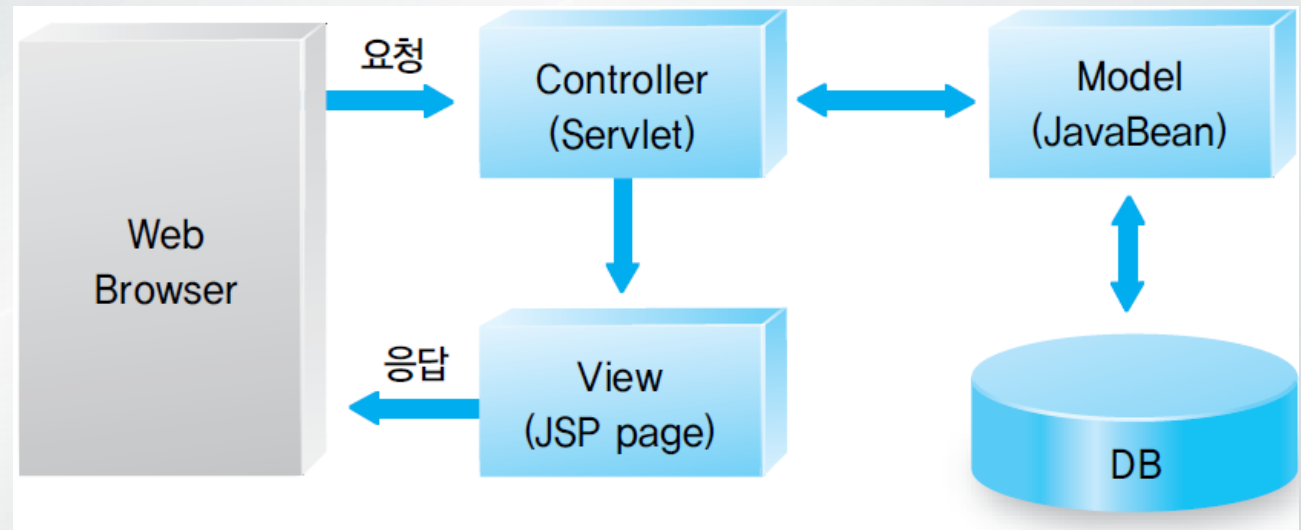 요청
Controller
(Servlet)
Model
(JavaBean)
Web
Browser
응답
View
(JSP page)
DB